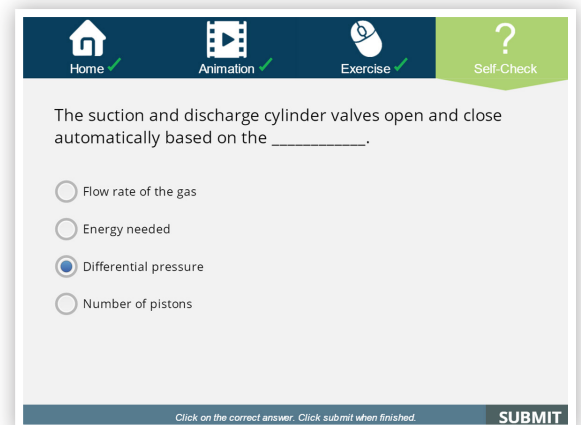 Home
Animation
Exercise
?
Self-Check
The suction and discharge cylinder valves open and close
automatically based on the ____________.
Flow rate of the gas
Energy needed
Differential pressure
Number of pistons
Click on the correct answer. Click submit when finished.
SUBMIT